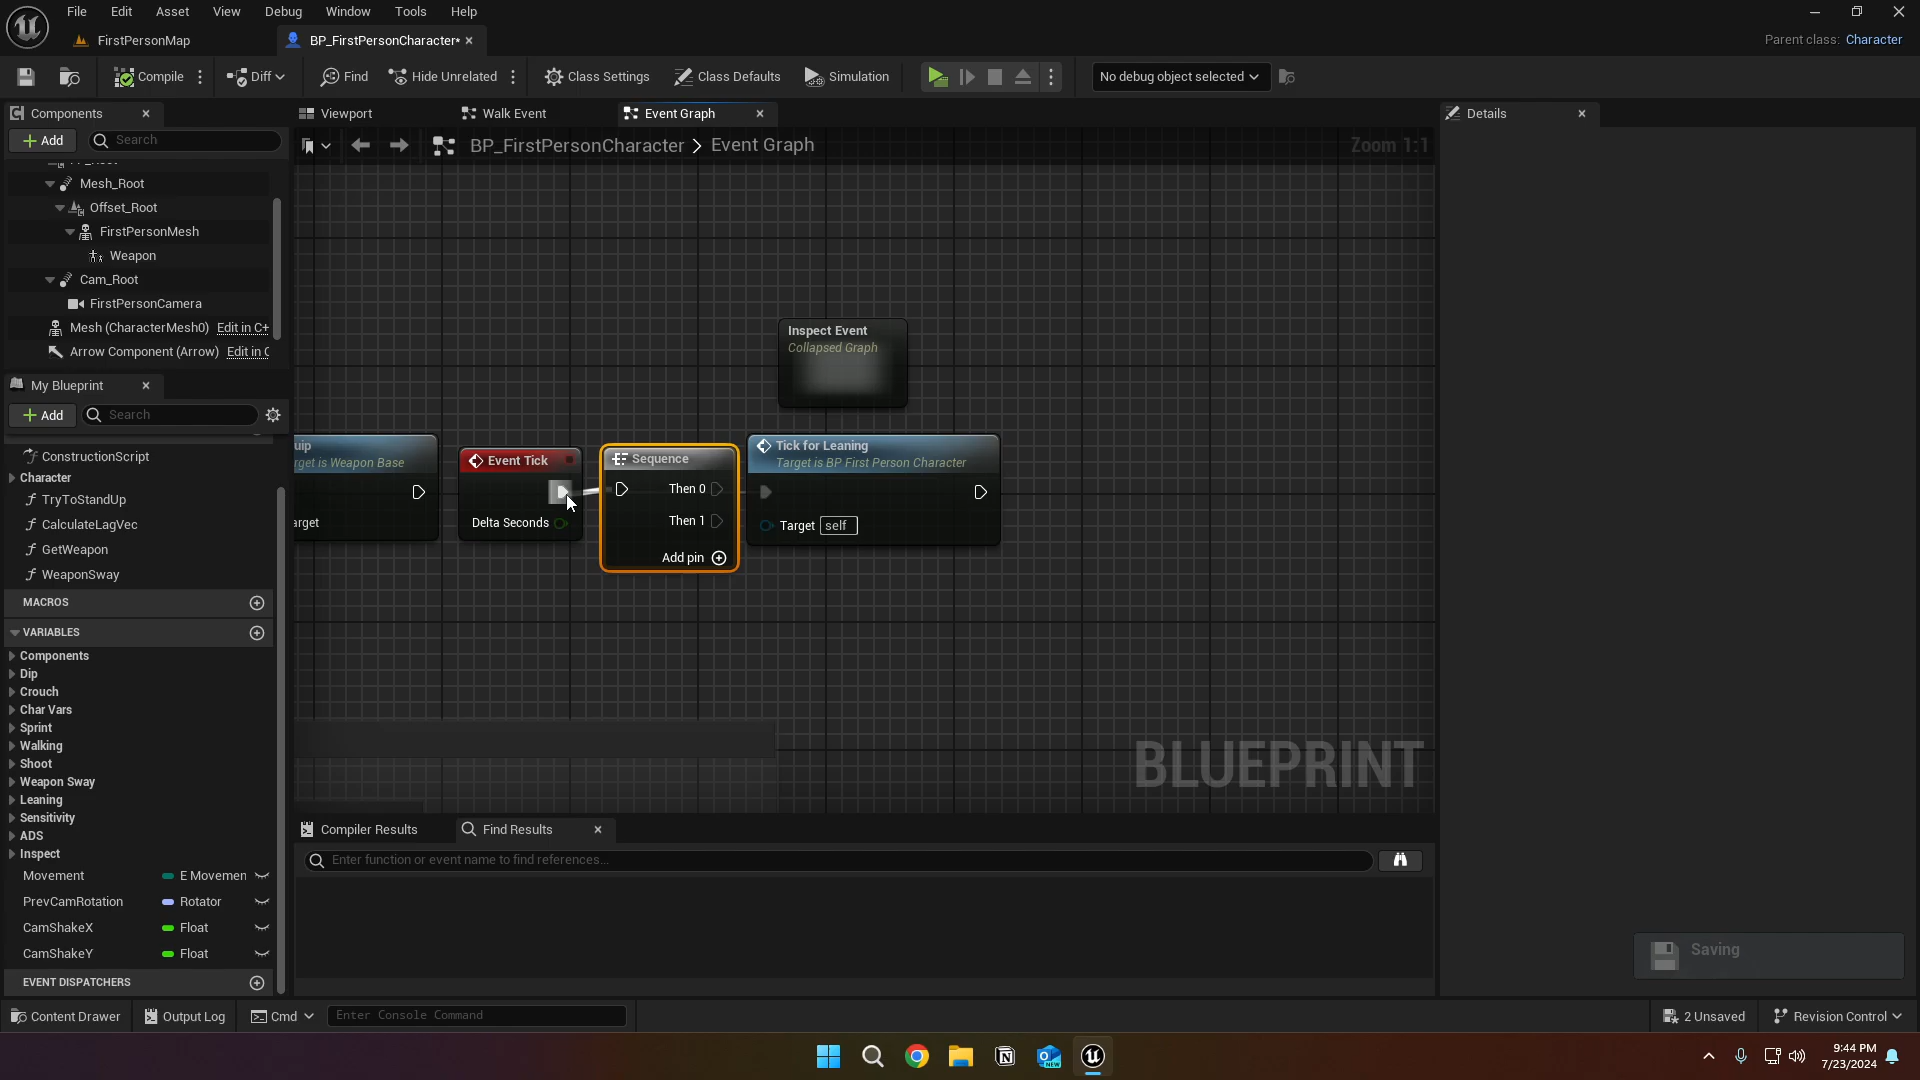 File Edit Asset View Debug Window Tools Help
FirstPersonMap BP_FirstPersonCharacter*
Parent class: Character
Compile Diff Find Hide Unrelated Class Settings Class Defaults Simulation No debug object selected
Components
Viewport Walk Event Event Graph
Details
Add Search
BP_FirstPersonCharacter > Event Graph
Zoom 1:1
Mesh_Root
Offset_Root
FirstPersonMesh
Weapon
Cam_Root
FirstPersonCamera
Mesh (CharacterMesh0) Edit in C+
Arrow Component (Arrow) Edit in C
My Blueprint
Add Search
ConstructionScript
Character
TryToStandUp
CalculateLagVec
GetWeapon
WeaponSway
MACROS
VARIABLES
Components
Dip
Crouch
Char Vars
Sprint
Walking
Shoot
Weapon Sway
Leaning
Sensitivity
ADS
Inspect
Movement E Movemen
PrevCamRotation Rotator
CamShakeX Float
CamShakeY Float
EVENT DISPATCHERS
Inspect Event
Collapsed Graph
uip
rget is Weapon Base
arget
Event Tick
Delta Seconds
Sequence
Then 0
Then 1
Add pin
Tick for Leaning
Target is BP First Person Character
Target self
BLUEPRINT
Compiler Results Find Results
Enter function or event name to find references...
Saving
Content Drawer Output Log Cmd Enter Console Command
2 Unsaved Revision Control
9:44 PM
7/23/2024